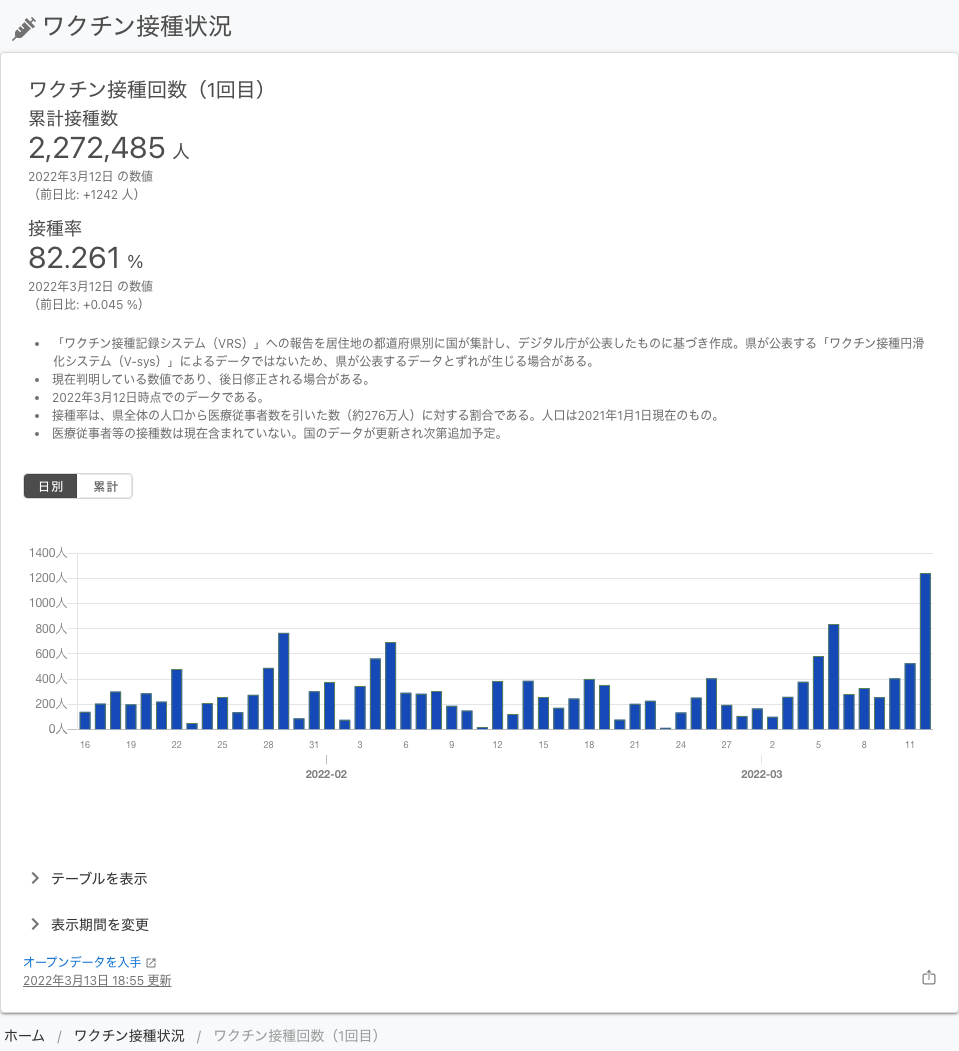 ワクチン接種状況
ワクチン接種回数（1回目）
累計接種数
2,272,485 人
2022年3月12日 の数値
（前日比: +1242 人）
接種率
82.261 %
2022年3月12日 の数値
（前日比: +0.045 %）
• 「ワクチン接種記録システム（VRS）」への報告を居住地の都道府県別に国が集計し、デジタル庁が公表したものに基づき作成。県が公表する「ワクチン接種円滑
化システム（V-sys）」によるデータではないため、県が公表するデータとずれが生じる場合がある。
• 現在判明している数値であり、後日修正される場合がある。
• 2022年3月12日時点でのデータである。
• 接種率は、県全体の人口から医療従事者数を引いた数（約276万人）に対する割合である。人口は2021年1月1日現在のもの。
• 医療従事者等の接種数は現在含まれていない。国のデータが更新され次第追加予定。
日別 累計
1400人
1200人
1000人
800人
600人
400人
200人
0人
16 19 22 25 28 31 3 6 9 12 15 18 21 24 27 2 5 8 11
2022-02 2022-03
テーブルを表示
表示期間を変更
オープンデータを入手
2022年3月13日 18:55 更新
ホーム / ワクチン接種状況 / ワクチン接種回数（1回目）